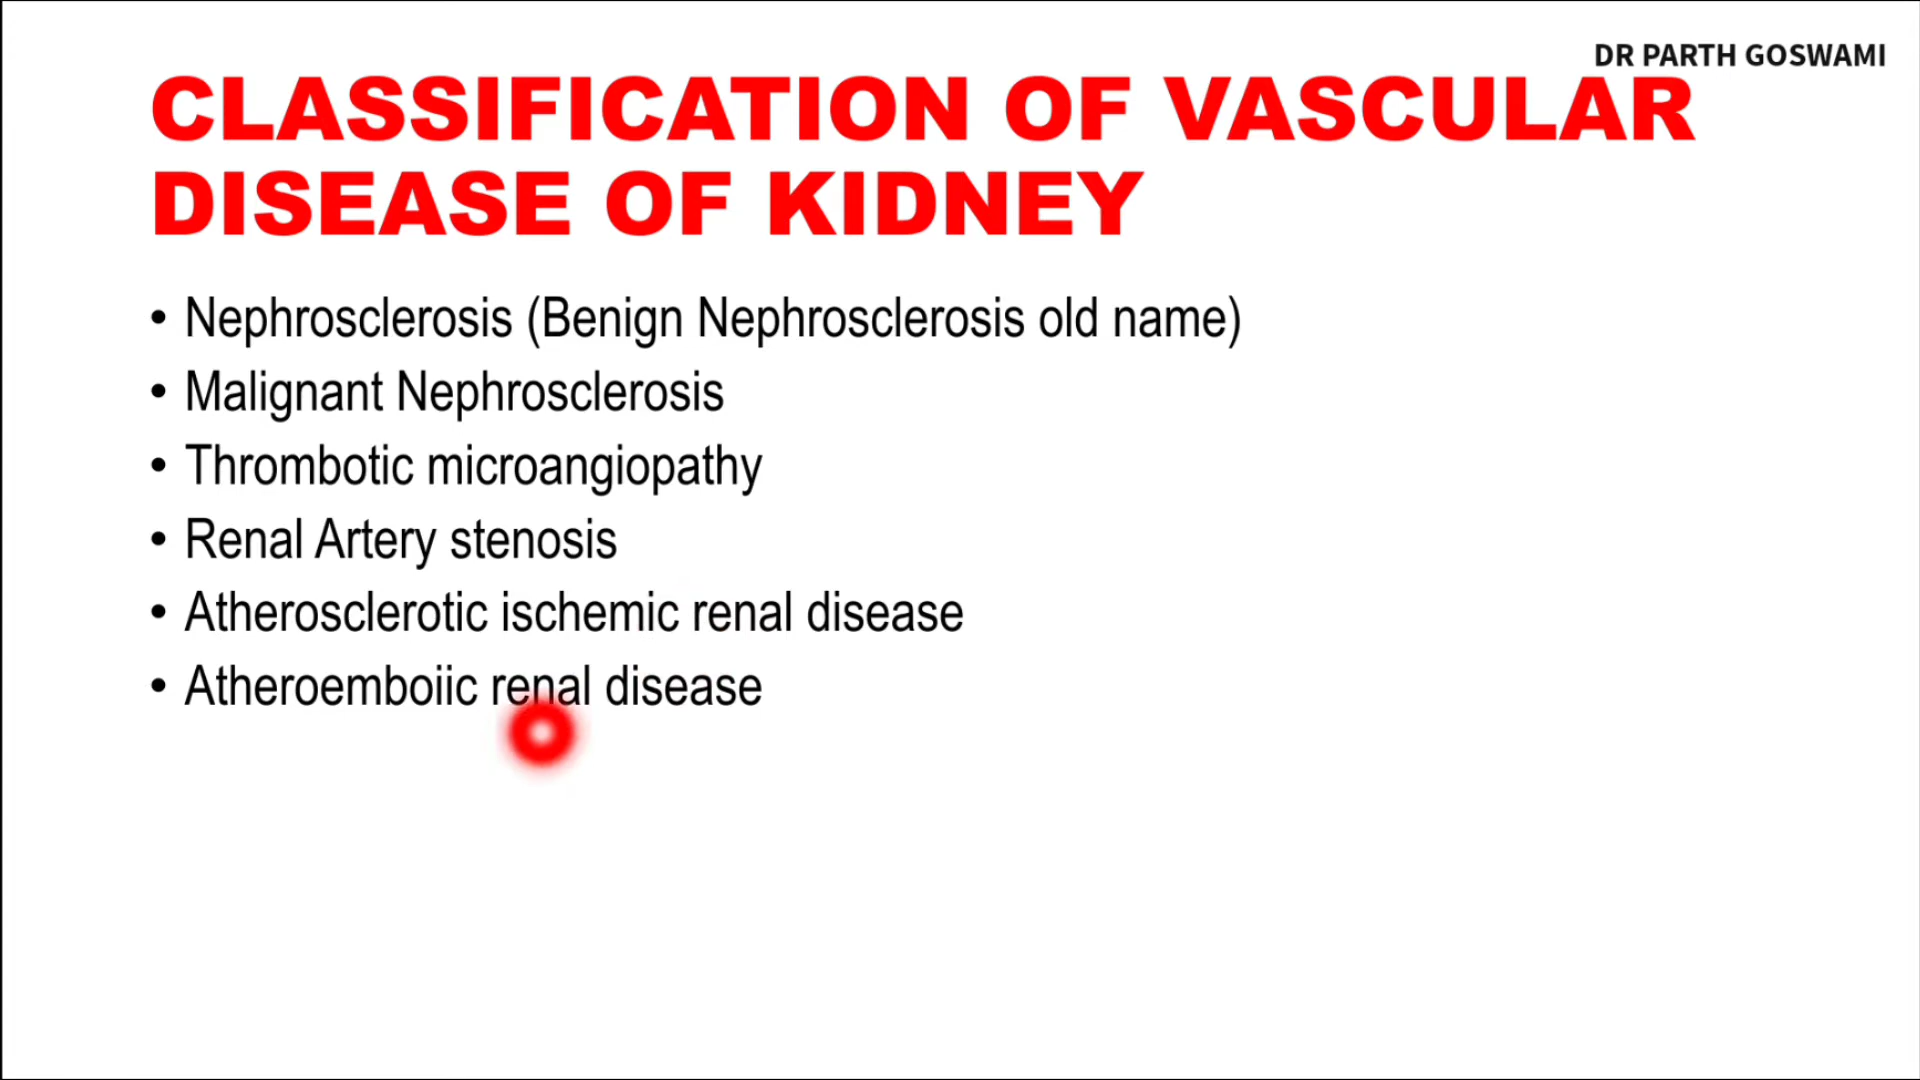 DR PARTH GOSWAMI
CLASSIFICATION OF VASCULAR
DISEASE OF KIDNEY
• Nephrosclerosis (Benign Nephrosclerosis old name)
• Malignant Nephrosclerosis
• Thrombotic microangiopathy
• Renal Artery stenosis
• Atherosclerotic ischemic renal disease
• Atheroemboiic renal disease